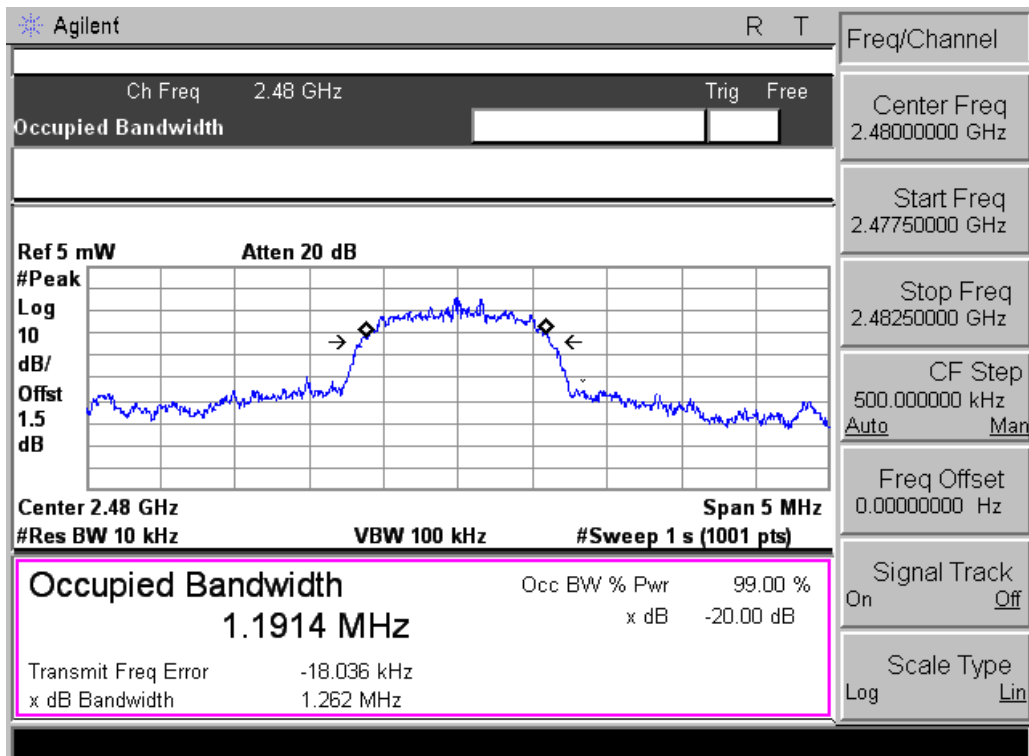 Agilent R T
Ch Freq 2.48 GHz Trig Free
Occupied Bandwidth
Ref 5 mW Atten 20 dB
#Peak
Log
10
dB/
Offst
1.5
dB
Center 2.48 GHz Span 5 MHz
#Res BW 10 kHz VBW 100 kHz #Sweep 1 s (1001 pts)
Occupied Bandwidth Occ BW % Pwr 99.00 %
1.1914 MHz x dB -20.00 dB
Transmit Freq Error -18.036 kHz
x dB Bandwidth 1.262 MHz
Freq/Channel
Center Freq
2.48000000 GHz
Start Freq
2.47750000 GHz
Stop Freq
2.48250000 GHz
CF Step
500.000000 kHz
Auto Man
Freq Offset
0.00000000 Hz
Signal Track
On Off
Scale Type
Log Lin